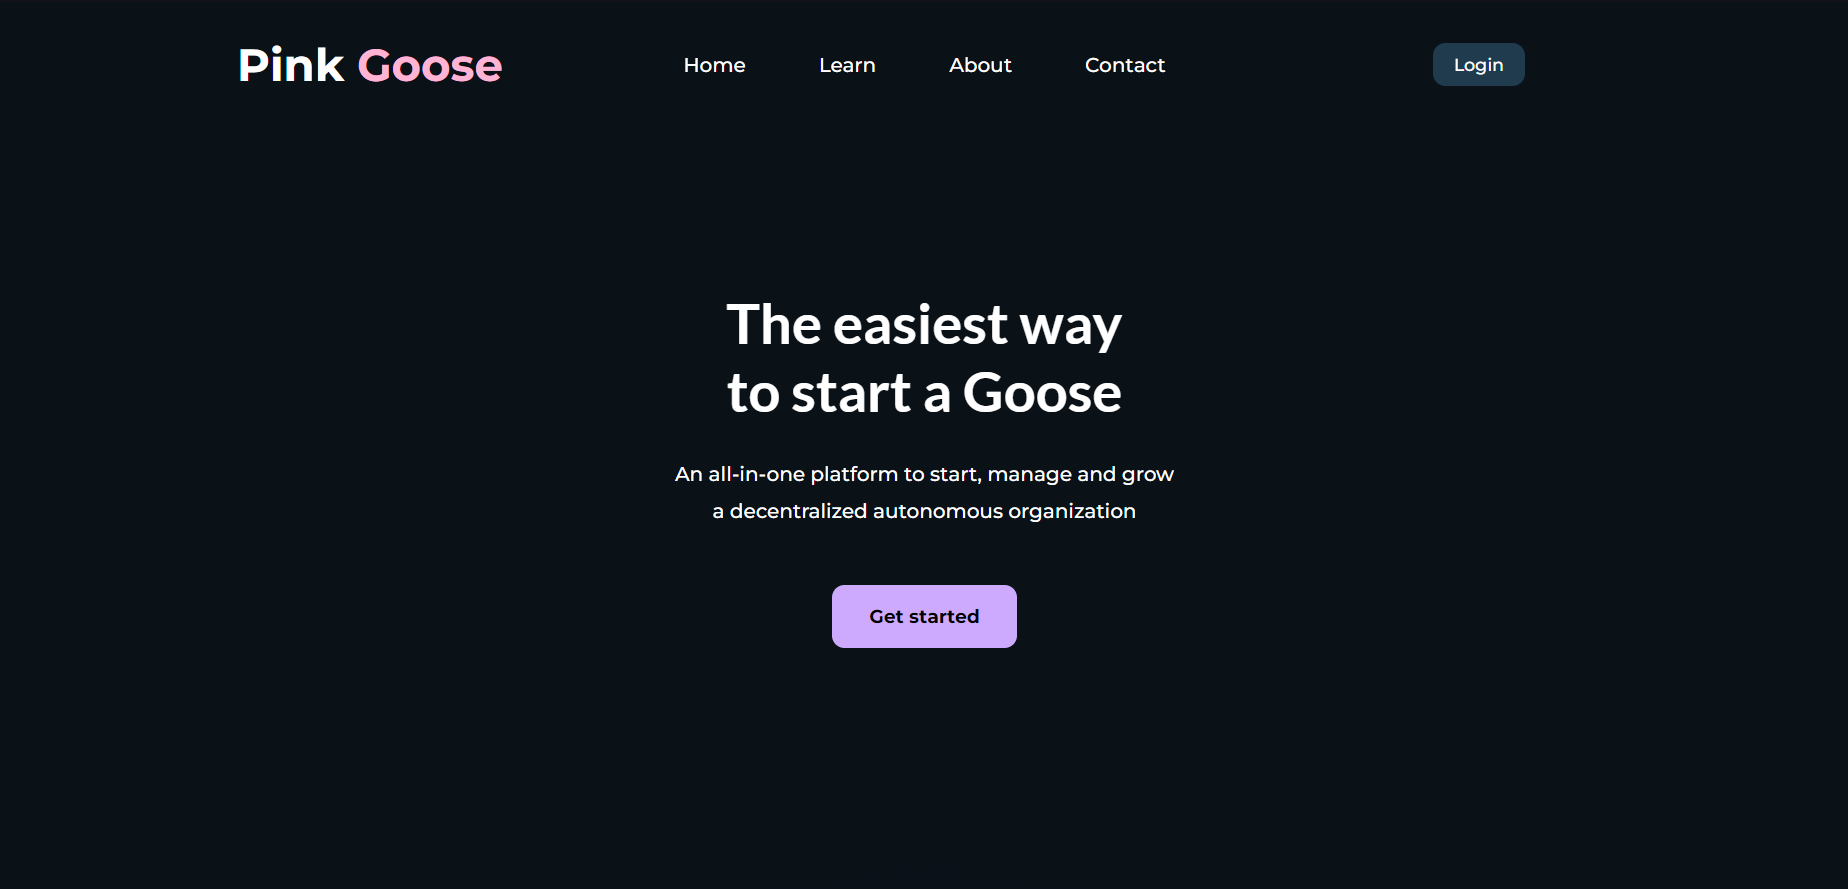 Pink Goose
Home
Learn
About
Contact
Login
The easiest way
to start a Goose
An all-in-one platform to start, manage and grow
a decentralized autonomous organization
Get started